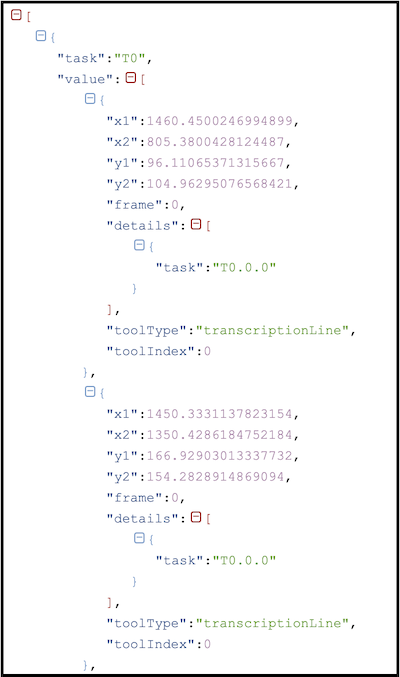 [
{
"task":"T0",
"value":[
{
"x1":1460.4500246994899,
"x2":805.3800428124487,
"y1":96.11065371315667,
"y2":104.96295076568421,
"frame":0,
"details":[
{
"task":"T0.0.0"
}
],
"toolType":"transcriptionLine",
"toolIndex":0
},
{
"x1":1450.3331137823154,
"x2":1350.4286184752184,
"y1":166.92903013337732,
"y2":154.2828914869094,
"frame":0,
"details":[
{
"task":"T0.0.0"
}
],
"toolType":"transcriptionLine",
"toolIndex":0
},